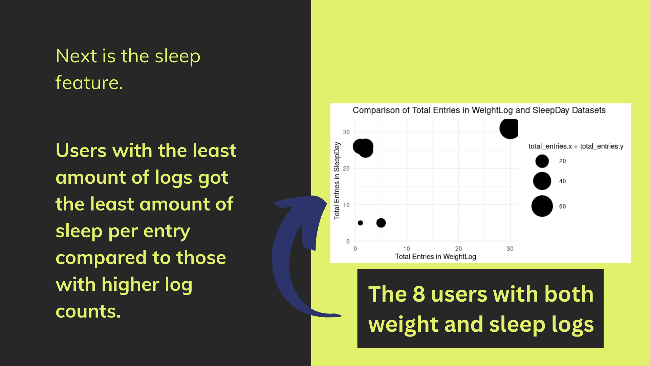 Next is the sleep
feature.
Users with the least
amount of logs got
the least amount of
sleep per entry
compared to those
with higher log
counts.
Comparison of Total Entries in WeightLog and SleepDay Datasets
Total Entries in SleepDay
30
20
10
0
0
10
20
30
Total Entries in WeightLog
total_entries.x + total_entries.y
20
40
60
The 8 users with both
weight and sleep logs